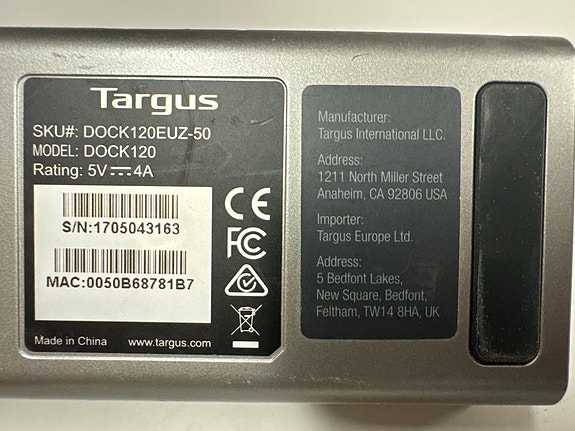 Targus
SKU#: DOCK120EUZ-50
MODEL: DOCK120
Rating: 5V⎓4A
S/N:1705043163
MAC:0050B68781B7
CE
FC
Made in China www.targus.com
Manufacturer:
Targus International LLC.
Address:
1211 North Miller Street
Anaheim, CA 92806 USA
Importer:
Targus Europe Ltd.
Address:
5 Bedfont Lakes,
New Square, Bedfont,
Feltham, TW14 8HA, UK